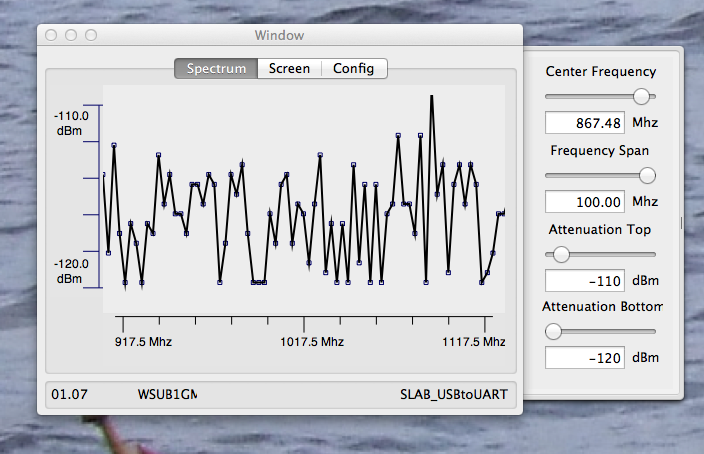 Window
Spectrum Screen Config
-110.0
dBm
-120.0
dBm
917.5 Mhz 1017.5 Mhz 1117.5 Mhz
01.07 WSUB1GM SLAB_USBtoUART
Center Frequency
867.48 Mhz
Frequency Span
100.00 Mhz
Attenuation Top
-110 dBm
Attenuation Bottom
-120 dBm